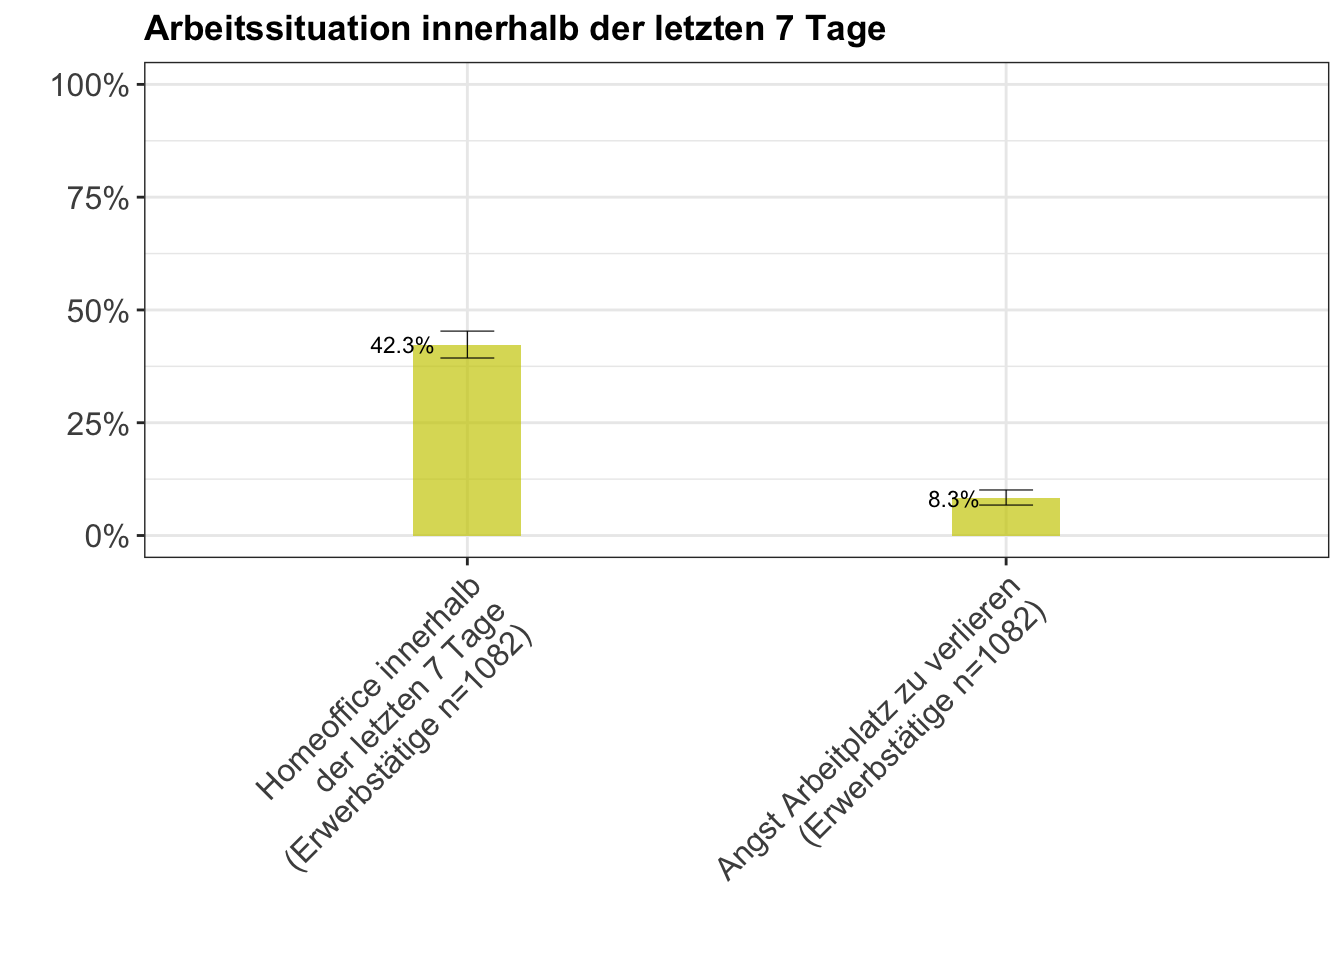 Arbeitssituation innerhalb der letzten 7 Tage
100%
75%
50%
25%
0%
42.3%
8.3%
Homeoffice innerhalb
der letzten 7 Tage
(Erwerbstätige n=1082)
Angst Arbeitplatz zu verlieren
(Erwerbstätige n=1082)